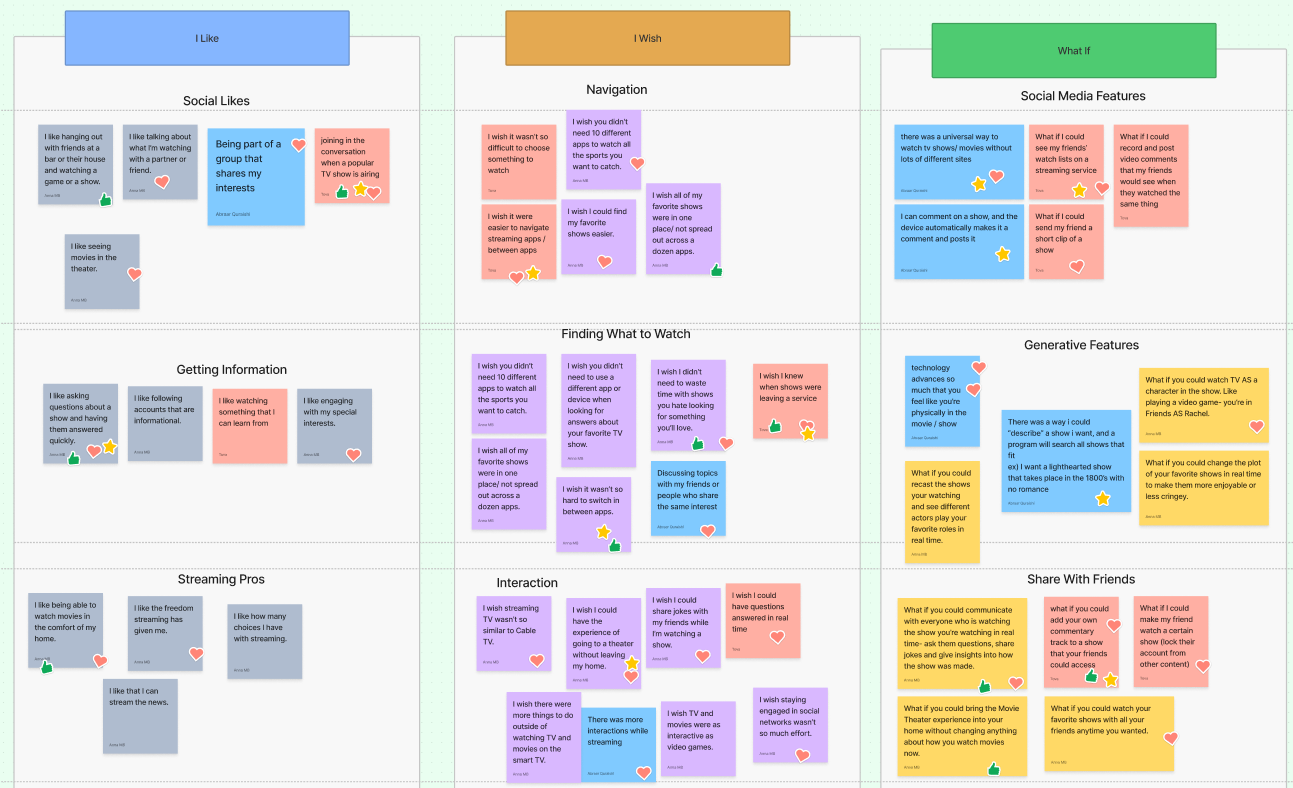 I Like
Social Likes
I like hanging out
with friends at a
bar or their house
and watching a
game or a show.
Anna MB
I like talking about
what I'm watching
with a partner or
friend.
Anna MB
Being part of a
group that
shares my
interests
Abrar Quraishi
joining in the
conversation
when a popular
TV show is airing
Tana
I like seeing
movies in the
theater.
Anna MB
Getting Information
I like asking
questions about a
show and having
them answered
quickly.
Anna MB
I like following
accounts that are
informational.
Anna MB
I like watching
something that I
can learn from
Tana
I like engaging
with my special
interests.
Anna MB
Streaming Pros
I like being able to
watch movies in
the comfort of my
home.
I like the freedom
streaming has
given me.
Anna MB
I like how many
choices I have
with streaming.
Anna MB
I like that I can
stream the news.
Anna MB
I Wish
Navigation
I wish it wasn't so
difficult to choose
something to
watch
Tana
I wish you didn't
need 10 different
apps to watch all
the sports you
want to catch.
Anna MB
I wish it were
easier to navigate
streaming apps /
between apps
Tana
I wish I could find
my favorite
shows easier.
Anna MB
I wish all of my
favorite shows
were in one
place/ not spread
out across a
dozen apps.
Anna MB
Finding What to Watch
I wish you didn't
need 10 different
apps to watch all
the sports you
want to catch.
Anna MB
I wish you didn't
need to use a
different app or
device when
looking for
answers about
your favorite TV
show.
Anna MB
I wish I didn't
need to waste
time with shows
you hate looking
for something
you'll love.
Anna MB
I wish I knew
when shows were
leaving a service
Tana
I wish all of my
favorite shows
were in one
place/ not spread
out across a
dozen apps.
Anna MB
I wish it wasn't so
hard to switch in
between apps.
Anna MB
Discussing topics
with my friends or
people who share
the same interest
Interaction
I wish streaming
TV wasn't so
similar to Cable
TV.
Anna MB
I wish I could
have the
experience of
going to a theater
without leaving
my home.
Anna MB
I wish I could
share jokes with
my friends while
I'm watching a
show.
Anna MB
I wish I could
have questions
answered in real
time
Tana
I wish there were
more things to do
outside of
watching TV and
movies on the
smart TV.
Anna MB
There was more
interactions while
streaming
I wish TV and
movies were as
interactive as
video games.
Anna MB
I wish staying
engaged in social
networks wasn't
so much effort.
Anna MB
What If
Social Media Features
there was a universal way to
watch tv shows/ movies without
lots of different sites
What if I could
see my friends'
watch lists on a
streaming service
Tana
What if I could
record and post
video comments
that my friends
would see when
they watched the
same thing
Tana
I can comment on a show, and the
device automatically makes it a
comment and posts it
What if I could
send my friend a
short clip of a
show
Tana
Generative Features
technology
advances so
much that you
feel like you're
physically in the
movie / show
What if you could watch TV AS a
character in the show. Like
playing a video game- you're in
Friends AS Rachel.
Anna MB
There was a way i could
"describe" a show i want, and a
program will search all shows that
fit
ex) I want a lighthearted show
that takes place in the 1800's with
no romance
What if you could change the plot
of your favorite shows in real time
to make them more enjoyable or
less cringey.
Anna MB
What if you could
recast the shows
your watching
and see different
actors play your
favorite roles in
real time.
Anna MB
Share With Friends
What if you could communicate
with everyone who is watching
the show you're watching in real
time- ask them questions, share
jokes and give insights into how
the show was made.
Anna MB
what if you could
add your own
commentary
track to a show
that your friends
could access
Tana
What if I could
make my friend
watch a certain
show (lock their
account from
other content)
Tana
What if you could bring the Movie
Theater experience into your
home without changing anything
about how you watch movies
now.
Anna MB
What if you could watch your
favorite shows with all your
friends anytime you wanted.
Anna MB